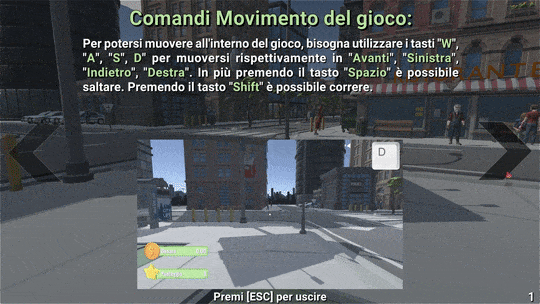 Comandi Movimento del gioco:
Per potersi muovere all'interno del gioco, bisogna utilizzare i tasti "W",
"A", "S", D" per muoversi rispettivamente in "Avanti", "Sinistra",
"Indietro", "Destra". In più premendo il tasto "Spazio" è possibile
saltare. Premendo il tasto "Shift" è possibile correre.
D
Premi [ESC] per uscire
1